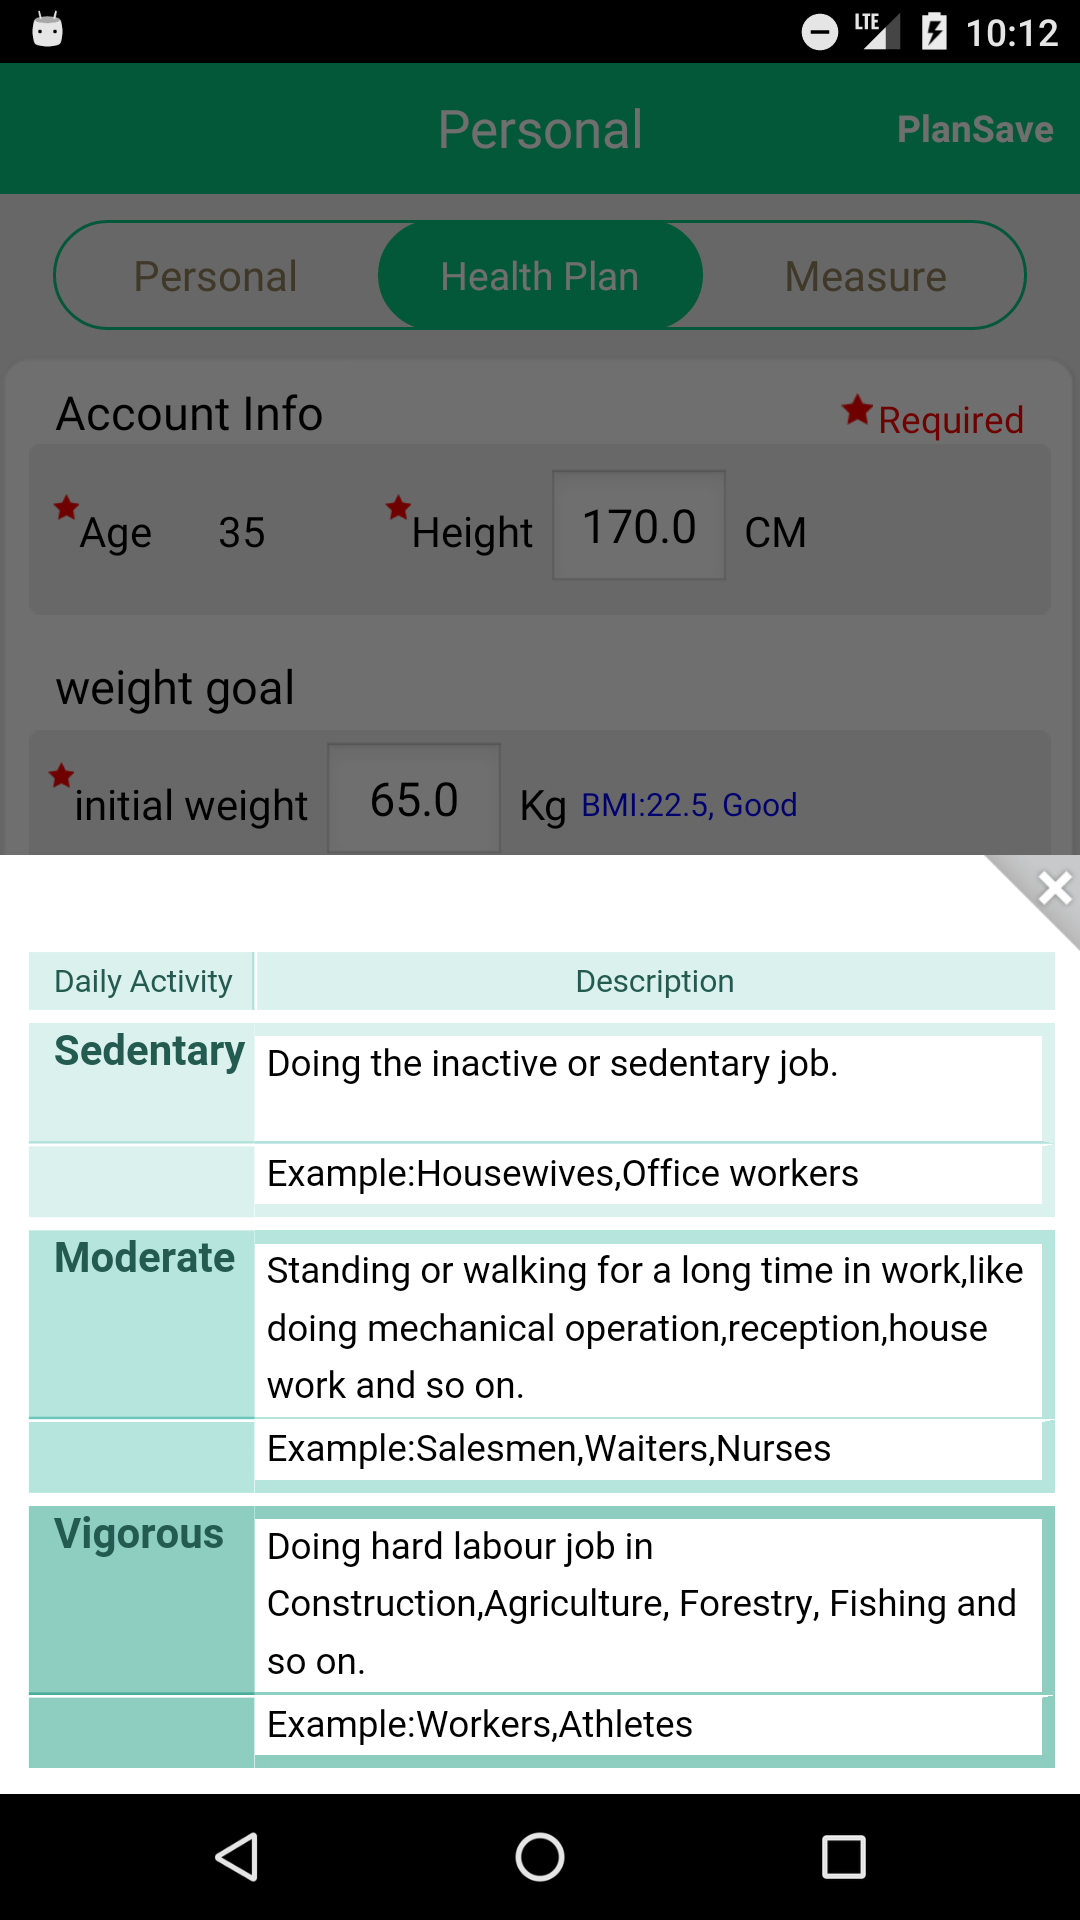 LTE 10:12
Personal PlanSave
Personal Health Plan Measure
Account Info Required
Age 35 Height 170.0 CM
weight goal
initial weight 65.0 Kg BMI:22.5, Good
Daily Activity Description
Sedentary Doing the inactive or sedentary job.
Example:Housewives,Office workers
Moderate Standing or walking for a long time in work,like
doing mechanical operation,reception,house
work and so on.
Example:Salesmen,Waiters,Nurses
Vigorous Doing hard labour job in
Construction,Agriculture, Forestry, Fishing and
so on.
Example:Workers,Athletes